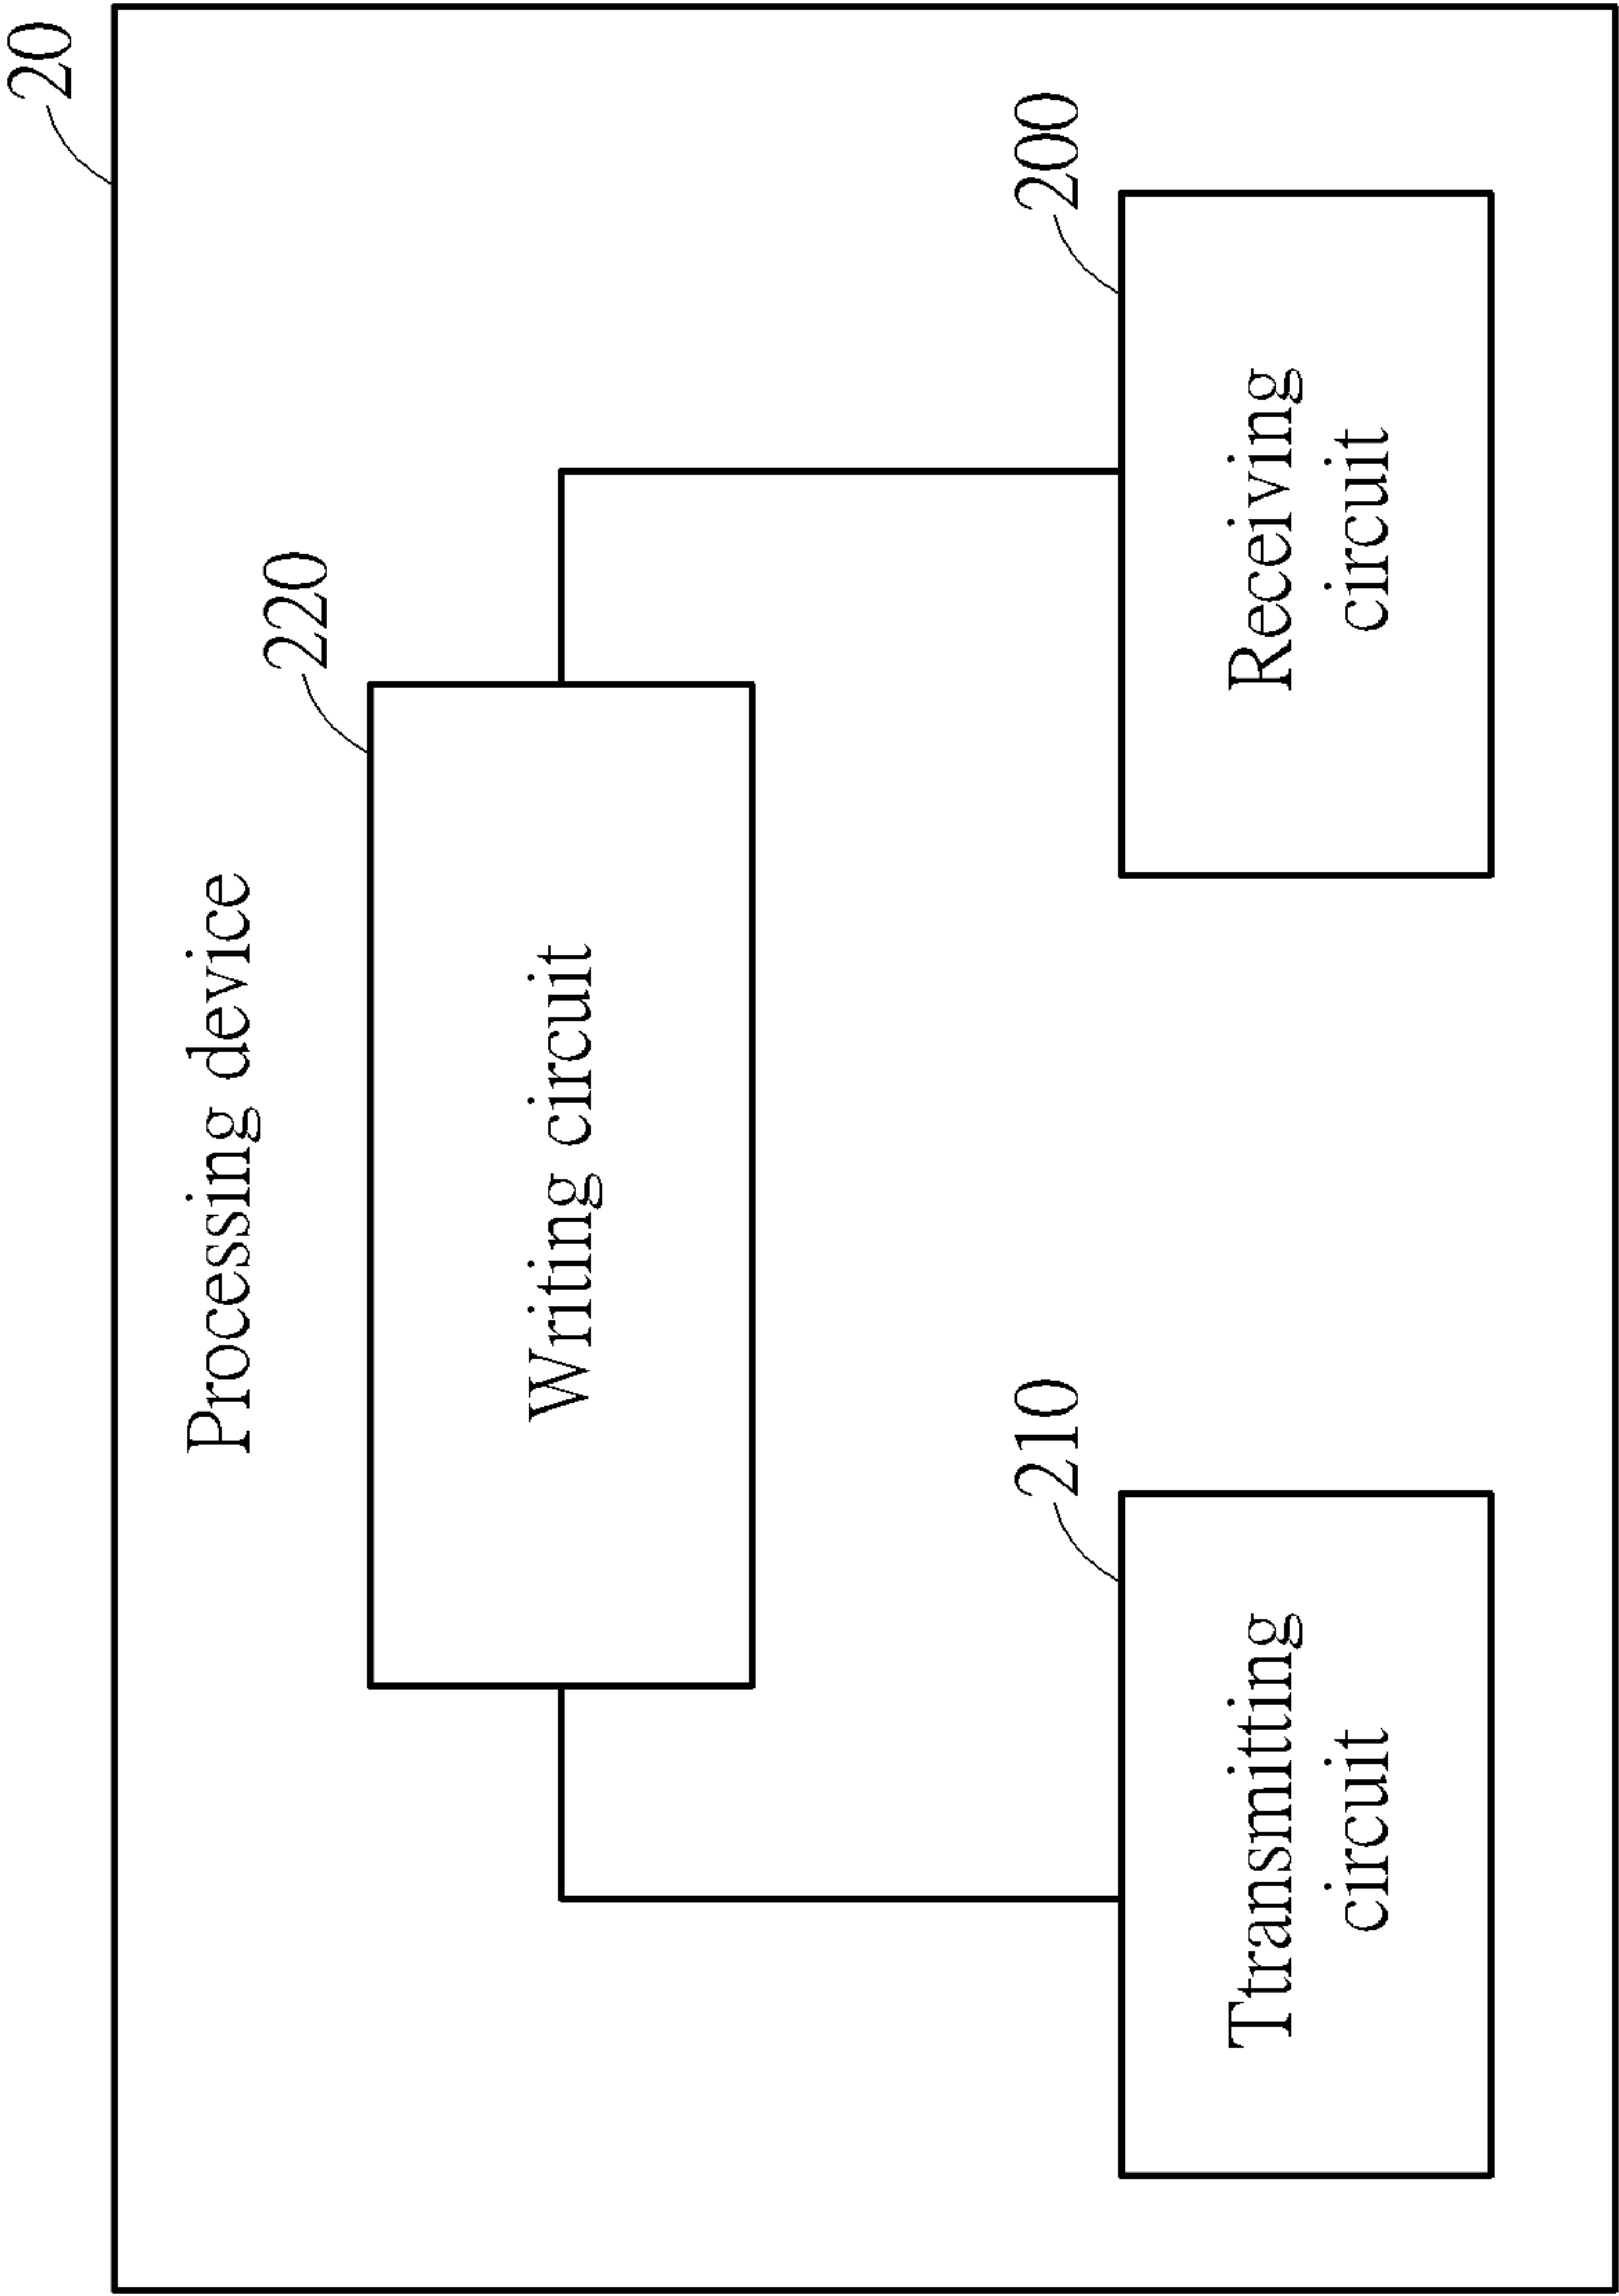 20
Processing device
220
Writing circuit
210
Ttransmitting
circuit
200
Receiving
circuit